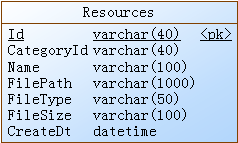 Resources
Id varchar(40) <pk>
CategoryId varchar(40)
Name varchar(100)
FilePath varchar(1000)
FileType varchar(50)
FileSize varchar(100)
CreateDt datetime